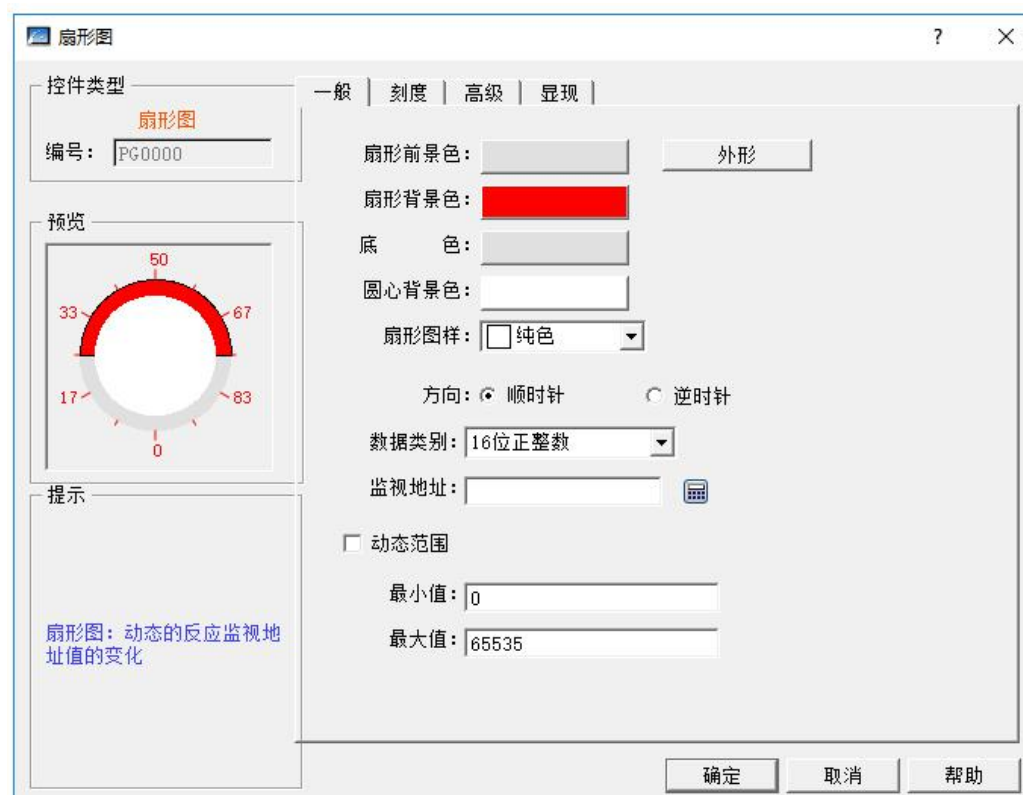 扇形图
?
控件类型
扇形图
编号: PG0000
预览
50
33
67
17
83
0
提示
扇形图: 动态的反应监视地
址值的变化
一般 刻度 高级 显现
扇形前景色:
外形
扇形背景色:
底 色:
圆心背景色:
扇形图样: 纯色
方向: 顺时针 逆时针
数据类别: 16位正整数
监视地址:
动态范围
最小值: 0
最大值: 65535
确定 取消 帮助